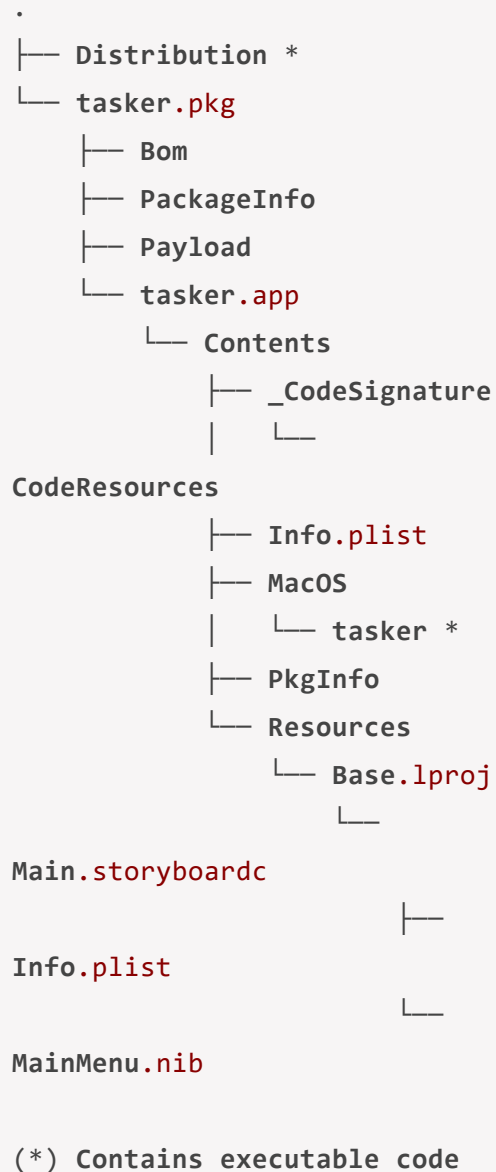 .
├── Distribution *
└── tasker.pkg
    ├── Bom
    ├── PackageInfo
    ├── Payload
    └── tasker.app
        └── Contents
            ├── _CodeSignature
            │   └──
CodeResources
            ├── Info.plist
            ├── MacOS
            │   └── tasker *
            ├── PkgInfo
            └── Resources
                └── Base.lproj
                    └──
Main.storyboardc
                        ├──
Info.plist
                        └──
MainMenu.nib

(*) Contains executable code